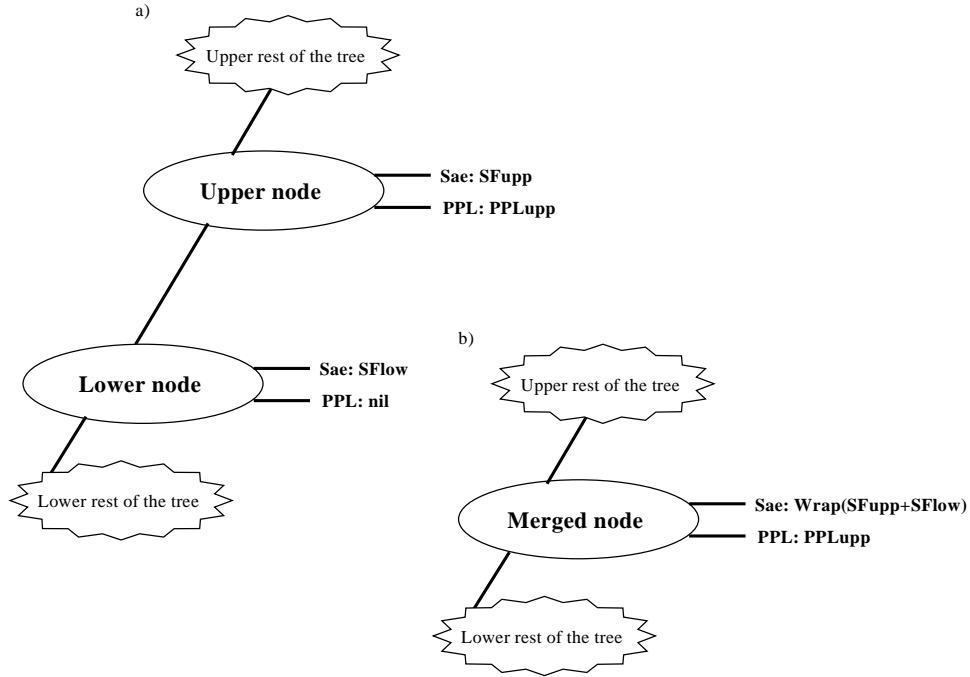 a)
Upper rest of the tree
Upper node
Sae: SFupp
PPL: PPLupp
Lower node
Sae: SFlow
PPL: nil
Lower rest of the tree
b)
Upper rest of the tree
Merged node
Sae: Wrap(SFupp+SFlow)
PPL: PPLupp
Lower rest of the tree